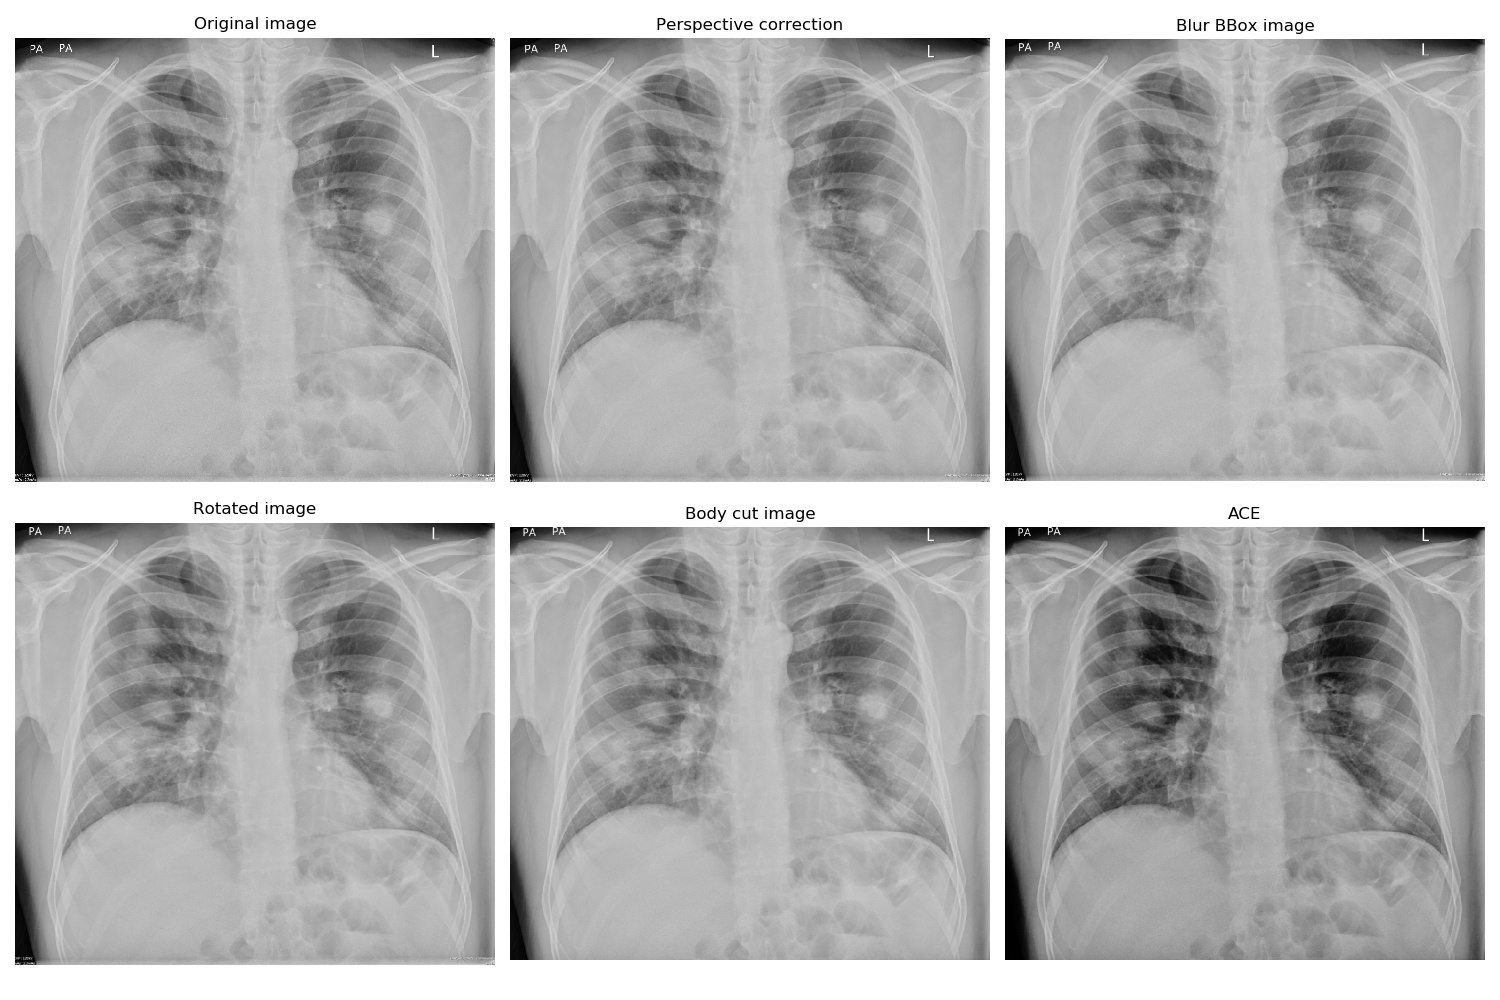 Original image
PA PA L
Perspective correction
PA PA L
Blur BBox image
PA PA L
Rotated image
PA PA L
Body cut image
PA PA L
ACE
PA PA L